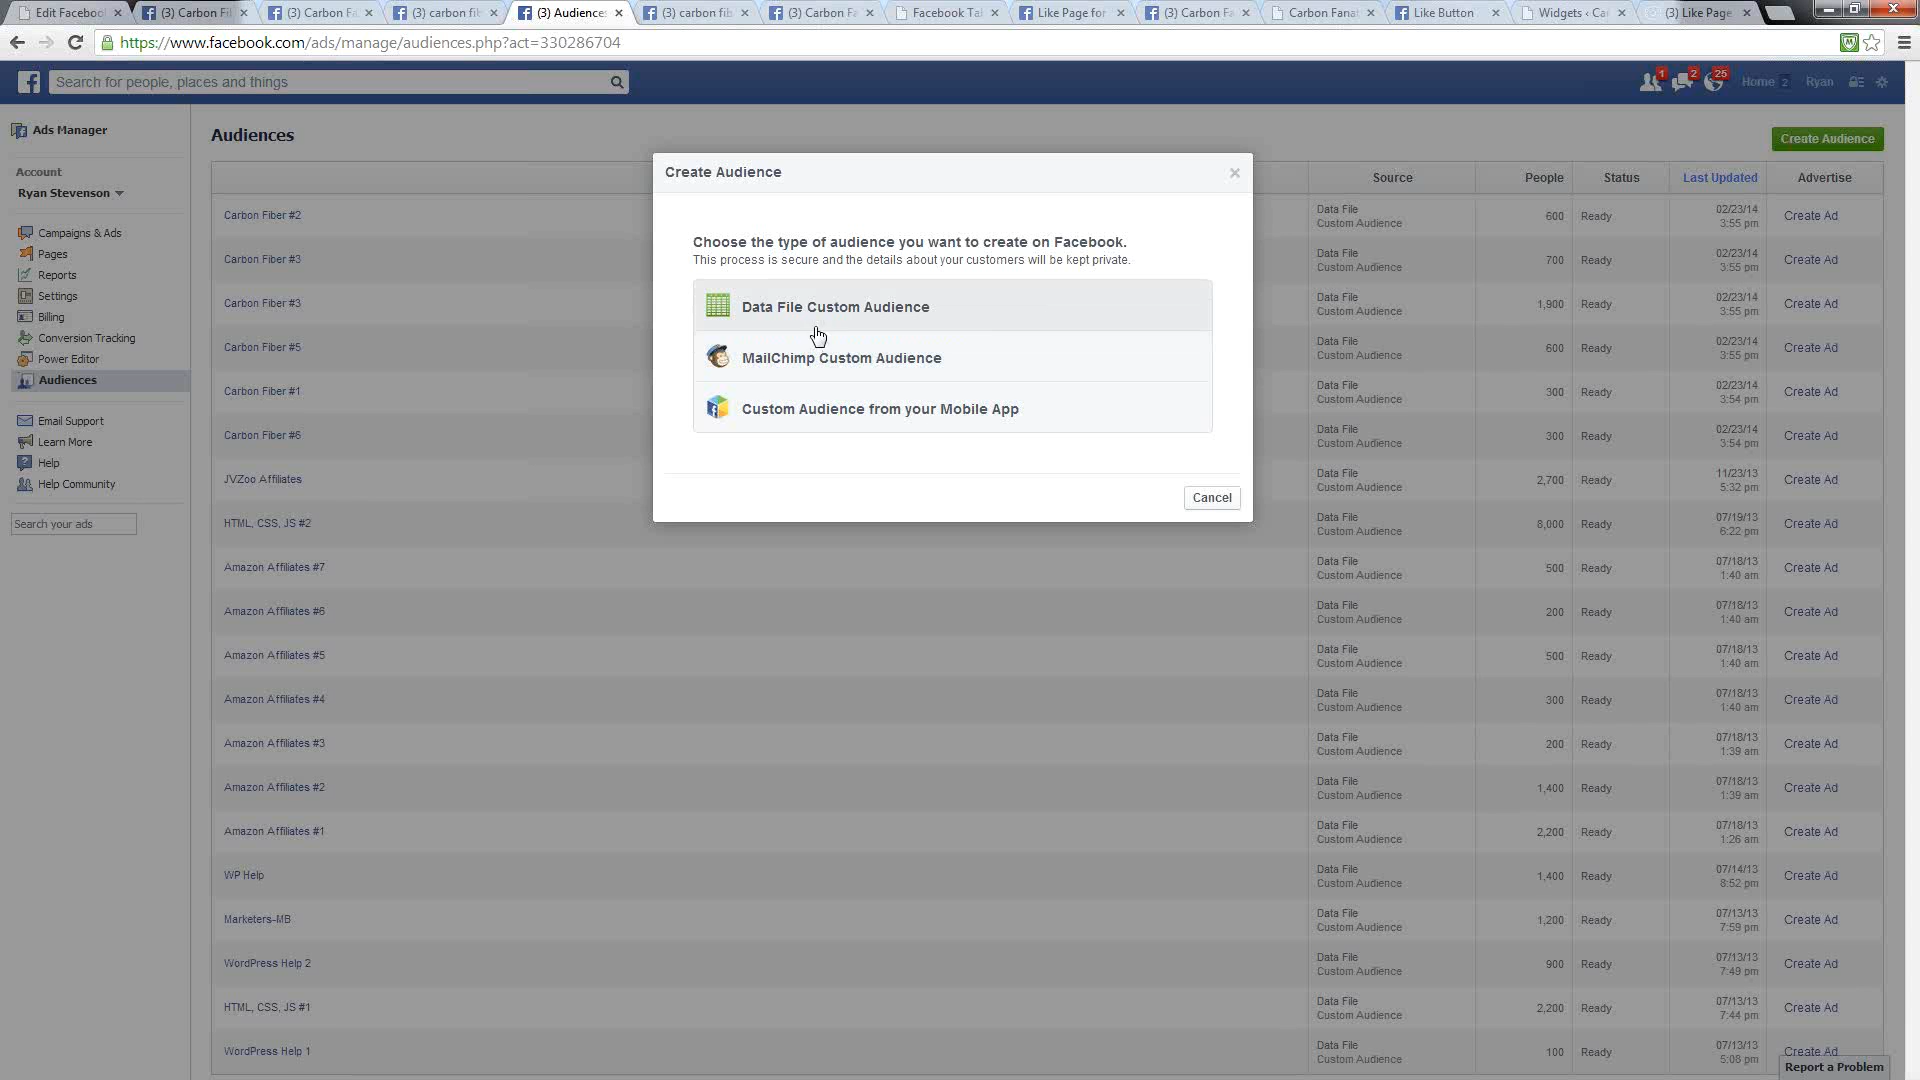 Edit Facebool
(3) Carbon Fil
(3) Carbon Fa
(3) carbon fib
(3) Audiences
(3) carbon fib
(3) Carbon Fa
Facebook Tal
Like Page for
(3) Carbon Fa
Carbon Fanat
Like Button
Widgets ‹ Car
(3) Like Page
https://www.facebook.com/ads/manage/audiences.php?act=330286704
Search for people, places and things
1
2
25
Home 2
Ryan
Ads Manager
Account
Ryan Stevenson
Campaigns & Ads
Pages
Reports
Settings
Billing
Conversion Tracking
Power Editor
Audiences
Email Support
Learn More
Help
Help Community
Search your ads
Audiences
Create Audience
Source People Status Last Updated Advertise
Carbon Fiber #2 Data File Custom Audience 600 Ready 02/23/14 3:55 pm Create Ad
Carbon Fiber #3 Data File Custom Audience 700 Ready 02/23/14 3:55 pm Create Ad
Carbon Fiber #3 Data File Custom Audience 1,900 Ready 02/23/14 3:55 pm Create Ad
Carbon Fiber #5 Data File Custom Audience 600 Ready 02/23/14 3:55 pm Create Ad
Carbon Fiber #1 Data File Custom Audience 300 Ready 02/23/14 3:54 pm Create Ad
Carbon Fiber #6 Data File Custom Audience 300 Ready 02/23/14 3:54 pm Create Ad
JVZoo Affiliates Data File Custom Audience 2,700 Ready 11/23/13 5:32 pm Create Ad
HTML, CSS, JS #2 Data File Custom Audience 8,000 Ready 07/19/13 6:22 pm Create Ad
Amazon Affiliates #7 Data File Custom Audience 500 Ready 07/18/13 1:40 am Create Ad
Amazon Affiliates #6 Data File Custom Audience 200 Ready 07/18/13 1:40 am Create Ad
Amazon Affiliates #5 Data File Custom Audience 500 Ready 07/18/13 1:40 am Create Ad
Amazon Affiliates #4 Data File Custom Audience 300 Ready 07/18/13 1:40 am Create Ad
Amazon Affiliates #3 Data File Custom Audience 200 Ready 07/18/13 1:39 am Create Ad
Amazon Affiliates #2 Data File Custom Audience 1,400 Ready 07/18/13 1:39 am Create Ad
Amazon Affiliates #1 Data File Custom Audience 2,200 Ready 07/18/13 1:26 am Create Ad
WP Help Data File Custom Audience 1,400 Ready 07/14/13 8:52 pm Create Ad
Marketers-MB Data File Custom Audience 1,200 Ready 07/13/13 7:59 pm Create Ad
WordPress Help 2 Data File Custom Audience 900 Ready 07/13/13 7:49 pm Create Ad
HTML, CSS, JS #1 Data File Custom Audience 2,200 Ready 07/13/13 7:44 pm Create Ad
WordPress Help 1 Data File Custom Audience 100 Ready 07/13/13 5:08 pm Create Ad
Create Audience
Choose the type of audience you want to create on Facebook.
This process is secure and the details about your customers will be kept private.
Data File Custom Audience
MailChimp Custom Audience
Custom Audience from your Mobile App
Cancel
Report a Problem